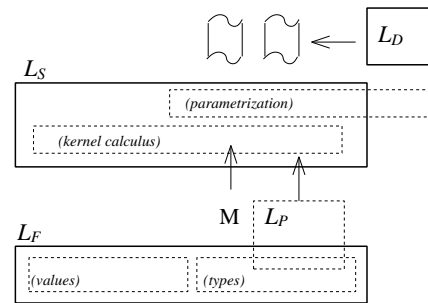 L_D
L_S
(parametrization)
(kernel calculus)
M L_P
L_F
(values) (types)